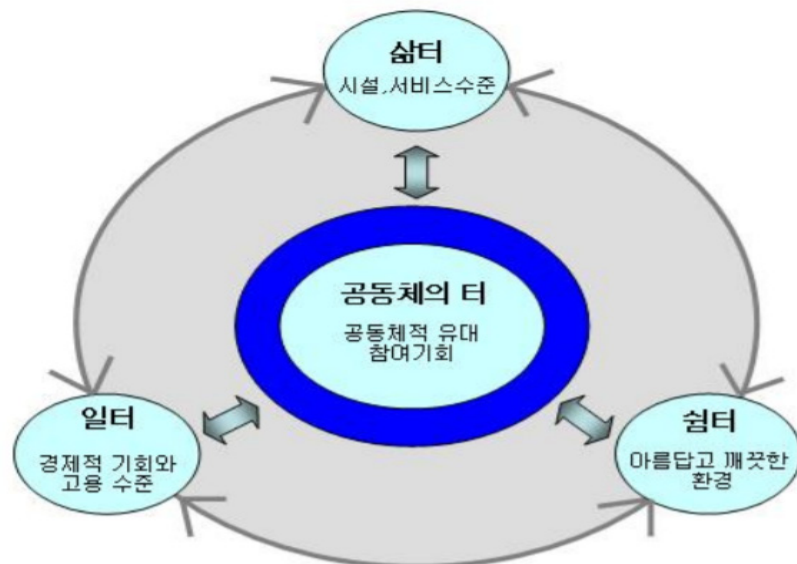 삶터
시설,서비스수준
공동체의 터
공동체적 유대
참여기회
일터
경제적 기회와
고용 수준
쉼터
아름답고 깨끗한
환경